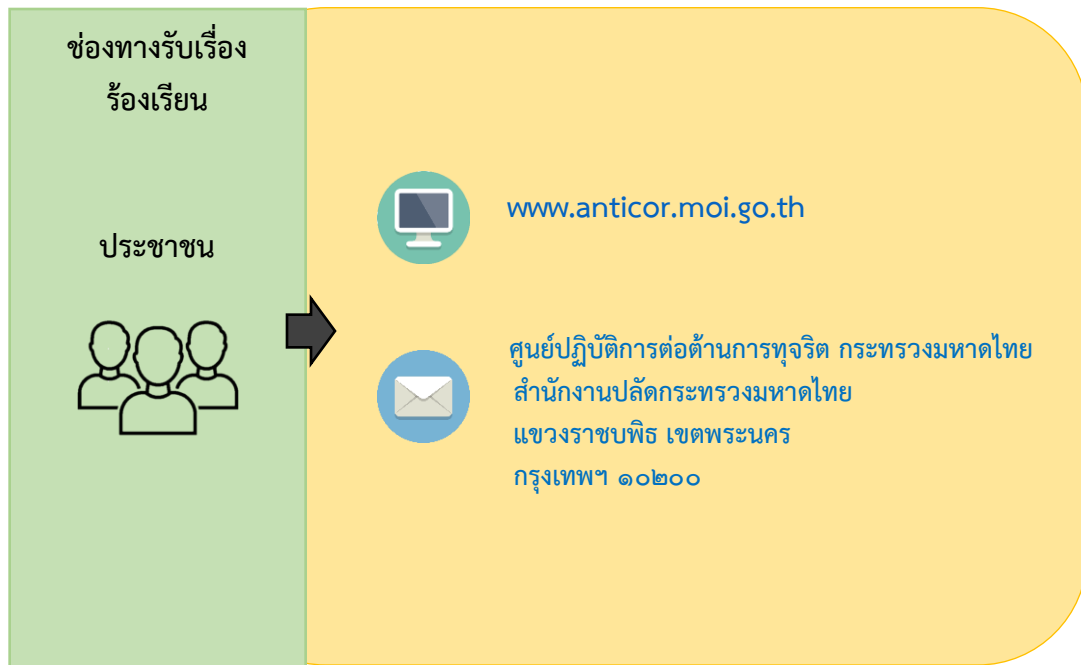 ช่องทางรับเรื่อง
ร้องเรียน
ประชาชน
www.anticor.moi.go.th
ศูนย์ปฏิบัติการต่อต้านการทุจริต กระทรวงมหาดไทย
สำนักงานปลัดกระทรวงมหาดไทย
แขวงราชบพิธ เขตพระนคร
กรุงเทพฯ ๑๐๒๐๐